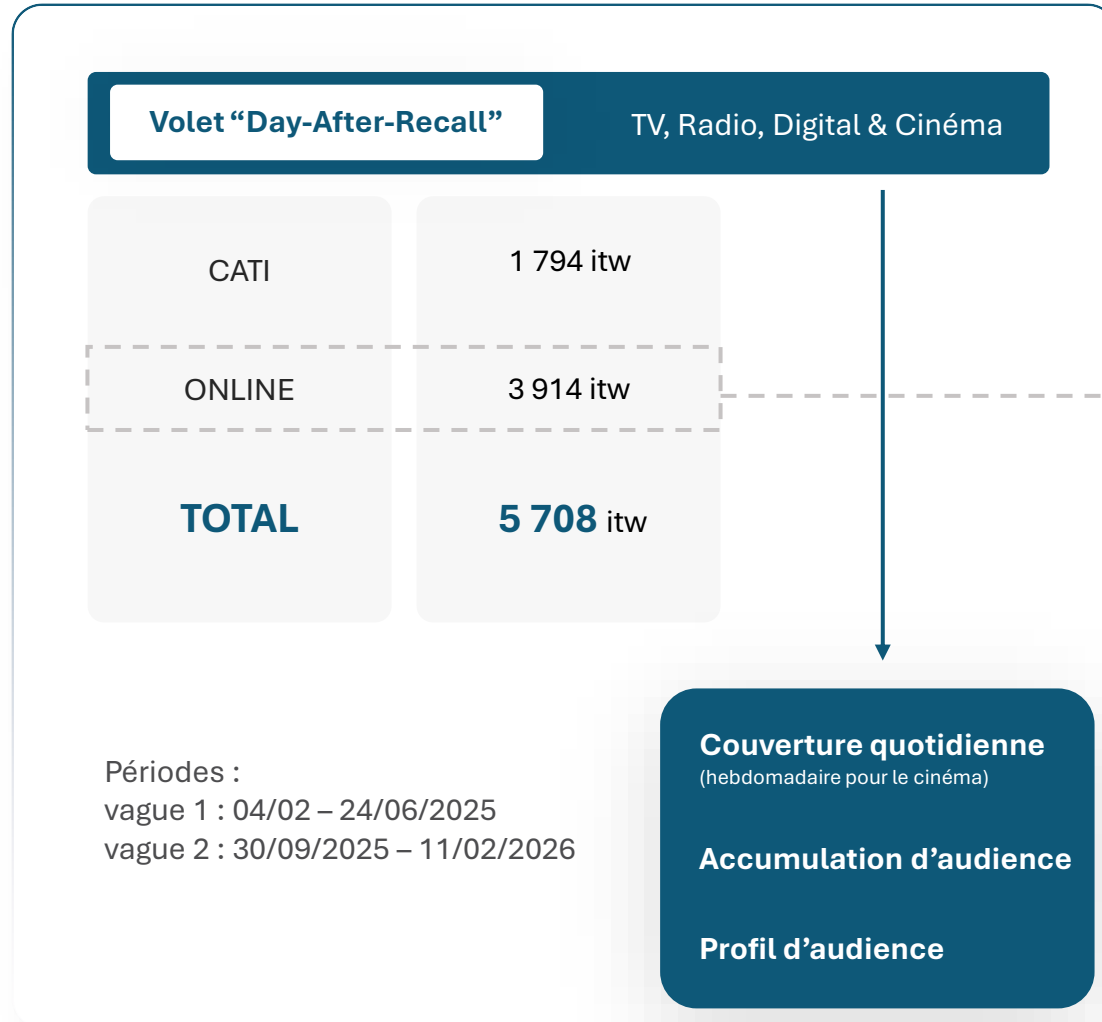 Volet “Day-After-Recall”
TV, Radio, Digital & Cinéma
CATI
1 794 itw
ONLINE
3 914 itw
TOTAL
5 708 itw
Périodes :
vague 1 : 04/02 – 24/06/2025
vague 2 : 30/09/2025 – 11/02/2026
Couverture quotidienne
(hebdomadaire pour le cinéma)
Accumulation d’audience
Profil d’audience